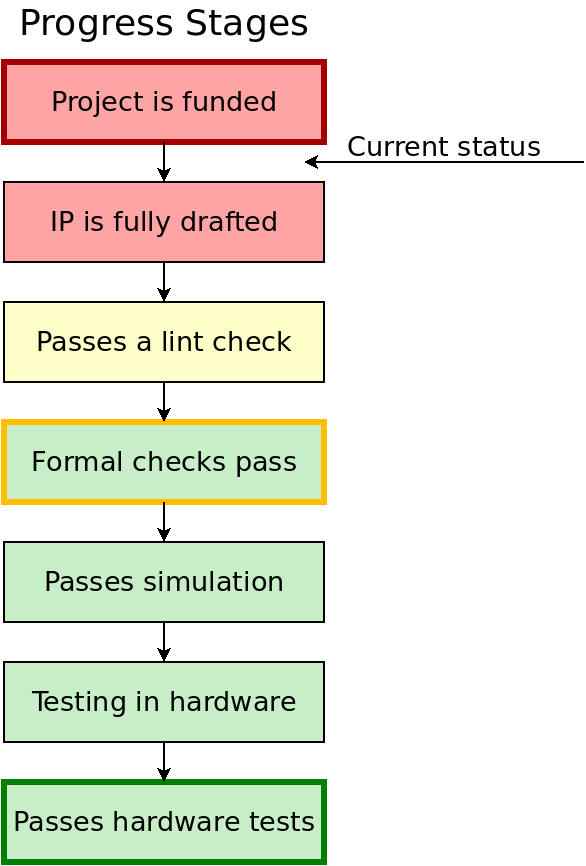 Progress Stages
Project is funded
Current status
IP is fully drafted
Passes a lint check
Formal checks pass
Passes simulation
Testing in hardware
Passes hardware tests